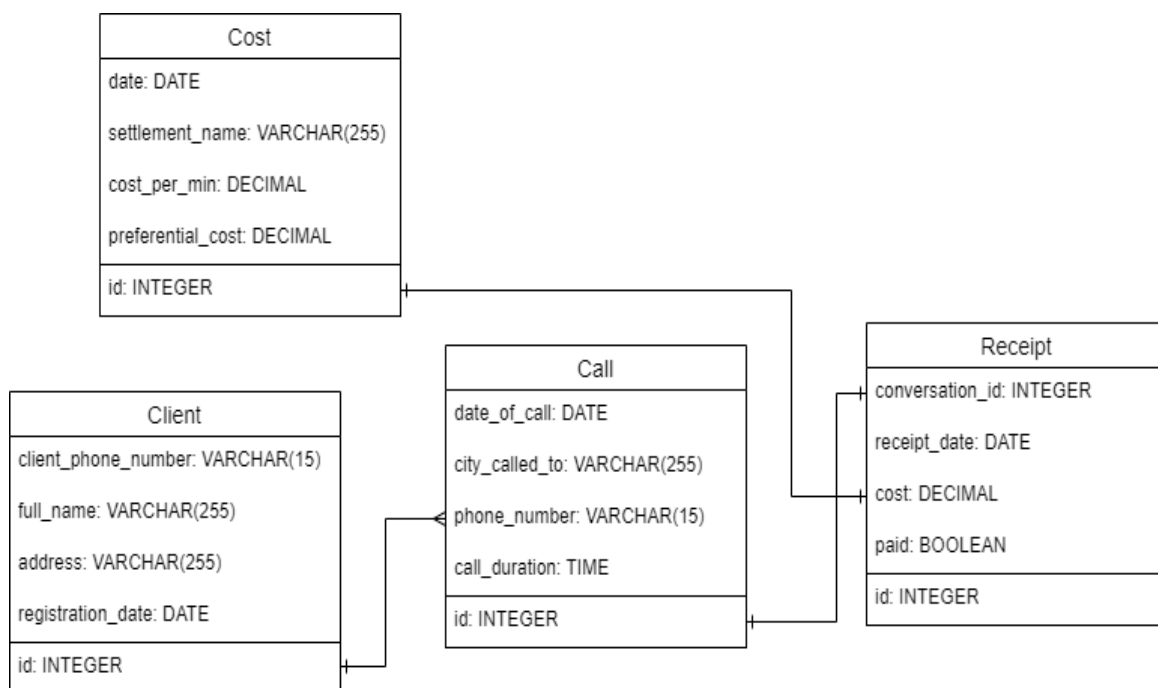 Cost
date: DATE
settlement_name: VARCHAR(255)
cost_per_min: DECIMAL
preferential_cost: DECIMAL
id: INTEGER
Client
client_phone_number: VARCHAR(15)
full_name: VARCHAR(255)
address: VARCHAR(255)
registration_date: DATE
id: INTEGER
Call
date_of_call: DATE
city_called_to: VARCHAR(255)
phone_number: VARCHAR(15)
call_duration: TIME
id: INTEGER
Receipt
conversation_id: INTEGER
receipt_date: DATE
cost: DECIMAL
paid: BOOLEAN
id: INTEGER